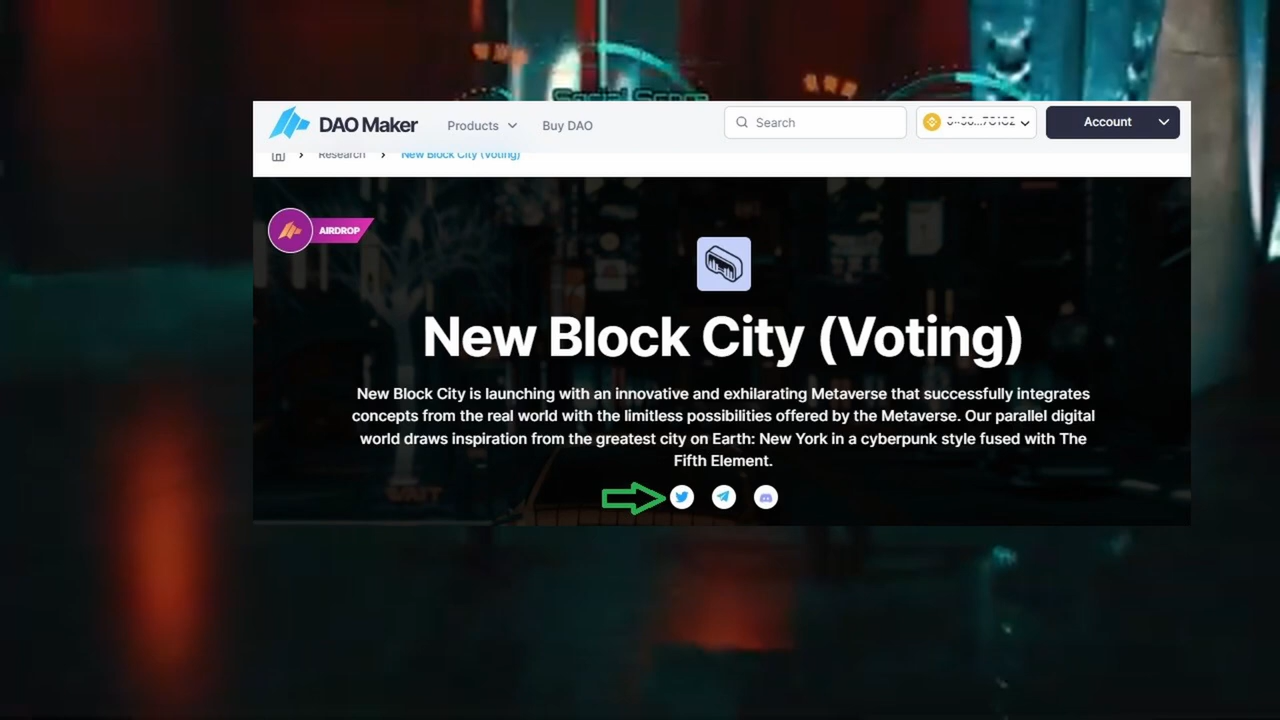 Social Score
DAO Maker
Products
Buy DAO
Search
Account
Research
New Block City (Voting)
AIRDROP
New Block City (Voting)
New Block City is launching with an innovative and exhilarating Metaverse that successfully integrates
concepts from the real world with the limitless possibilities offered by the Metaverse. Our parallel digital
world draws inspiration from the greatest city on Earth: New York in a cyberpunk style fused with The
Fifth Element.
WAIT